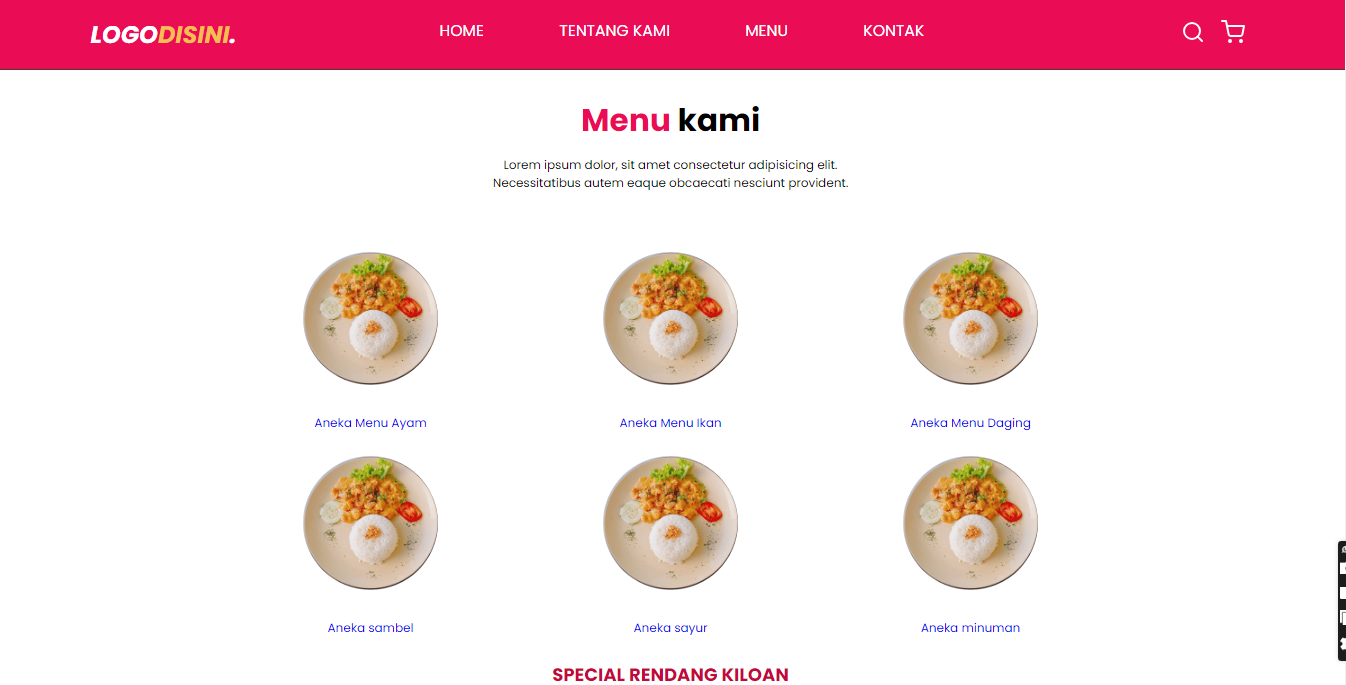 LOGODISINI.
HOME
TENTANG KAMI
MENU
KONTAK
Menu kami
Lorem ipsum dolor, sit amet consectetur adipisicing elit.
Necessitatibus autem eaque obcaecati nesciunt provident.
Aneka Menu Ayam
Aneka Menu Ikan
Aneka Menu Daging
Aneka sambel
Aneka sayur
Aneka minuman
SPECIAL RENDANG KILOAN